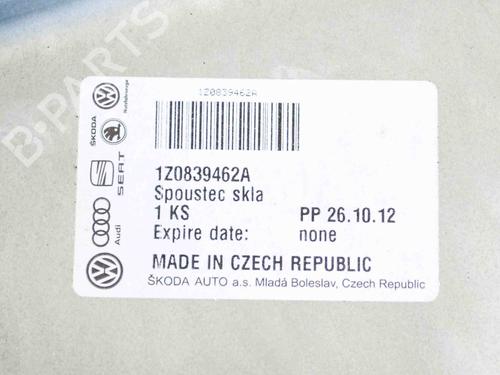 1Z0839462A
ŠKODA
SEAT
Audi
1Z0839462A
Spoustec skla
1 KS PP 26.10.12
Expire date: none
MADE IN CZECH REPUBLIC
ŠKODA AUTO a.s. Mladá Boleslav, Czech Republic
B-PARTS